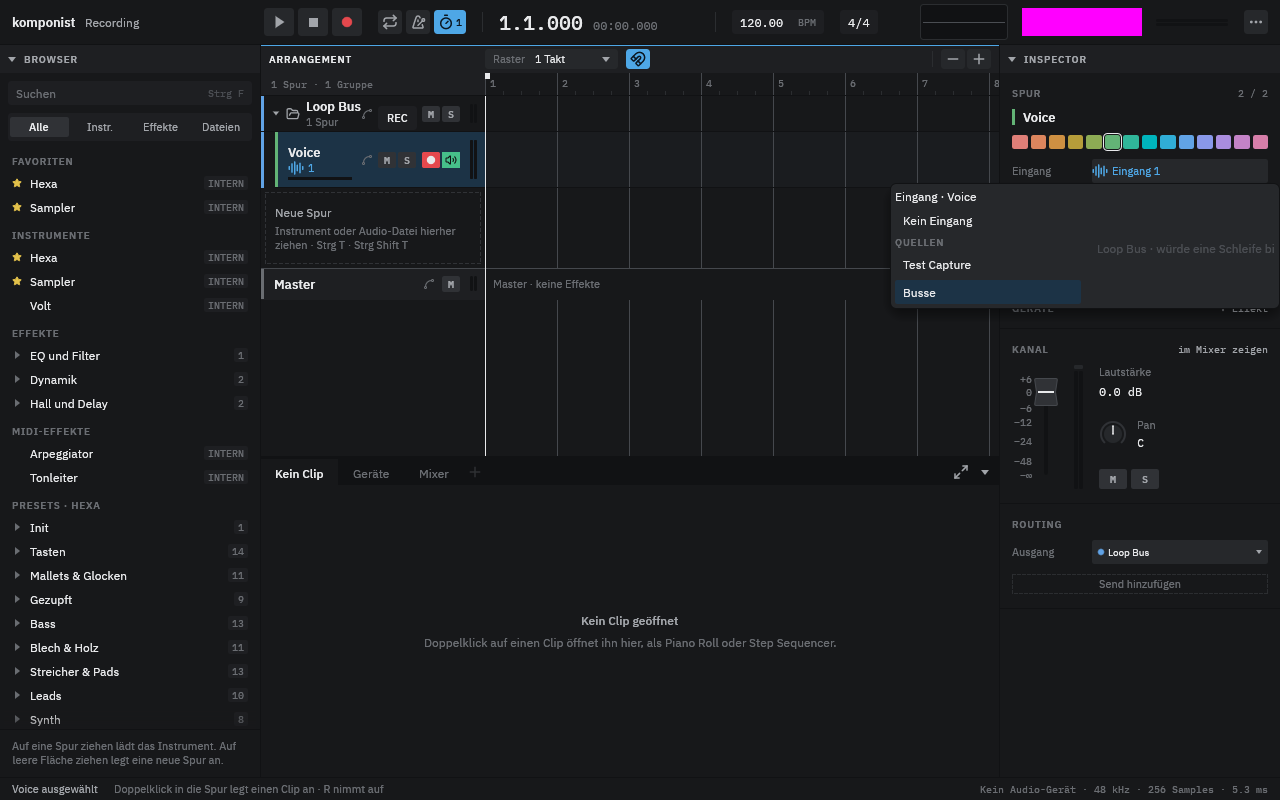 komponist
Recording
1
1.1.000
00:00.000
120.00 BPM
4/4
BROWSER
Suchen
Strg F
Alle
Instr.
Effekte
Dateien
FAVORITEN
Hexa
INTERN
Sampler
INTERN
INSTRUMENTE
Hexa
INTERN
Sampler
INTERN
Volt
INTERN
EFFEKTE
EQ und Filter
1
Dynamik
2
Hall und Delay
2
MIDI-EFFEKTE
Arpeggiator
INTERN
Tonleiter
INTERN
PRESETS · HEXA
Init
1
Tasten
14
Mallets & Glocken
11
Gezupft
9
Bass
13
Blech & Holz
11
Streicher & Pads
13
Leads
10
Synth
8
Auf eine Spur ziehen lädt das Instrument. Auf
leere Fläche ziehen legt eine neue Spur an.
ARRANGEMENT
Raster 1 Takt
1 Spur · 1 Gruppe
1 2 3 4 5 6 7 8
Loop Bus
1 Spur
REC
M
S
Voice
1
M
S
Neue Spur
Instrument oder Audio-Datei hierher
ziehen · Strg T · Strg Shift T
Master
M
Master · keine Effekte
Kein Clip
Geräte
Mixer
Kein Clip geöffnet
Doppelklick auf einen Clip öffnet ihn hier, als Piano Roll oder Step Sequencer.
INSPECTOR
SPUR
2 / 2
Voice
Eingang
Eingang 1
Eingang · Voice
Kein Eingang
QUELLEN
Loop Bus · würde eine Schleife bi
Test Capture
Busse
KANAL
im Mixer zeigen
+6
0
−6
−12
−24
−48
−∞
Lautstärke
0.0 dB
Pan
C
M
S
ROUTING
Ausgang
Loop Bus
Send hinzufügen
Voice ausgewählt
Doppelklick in die Spur legt einen Clip an · R nimmt auf
Kein Audio-Gerät · 48 kHz · 256 Samples · 5.3 ms